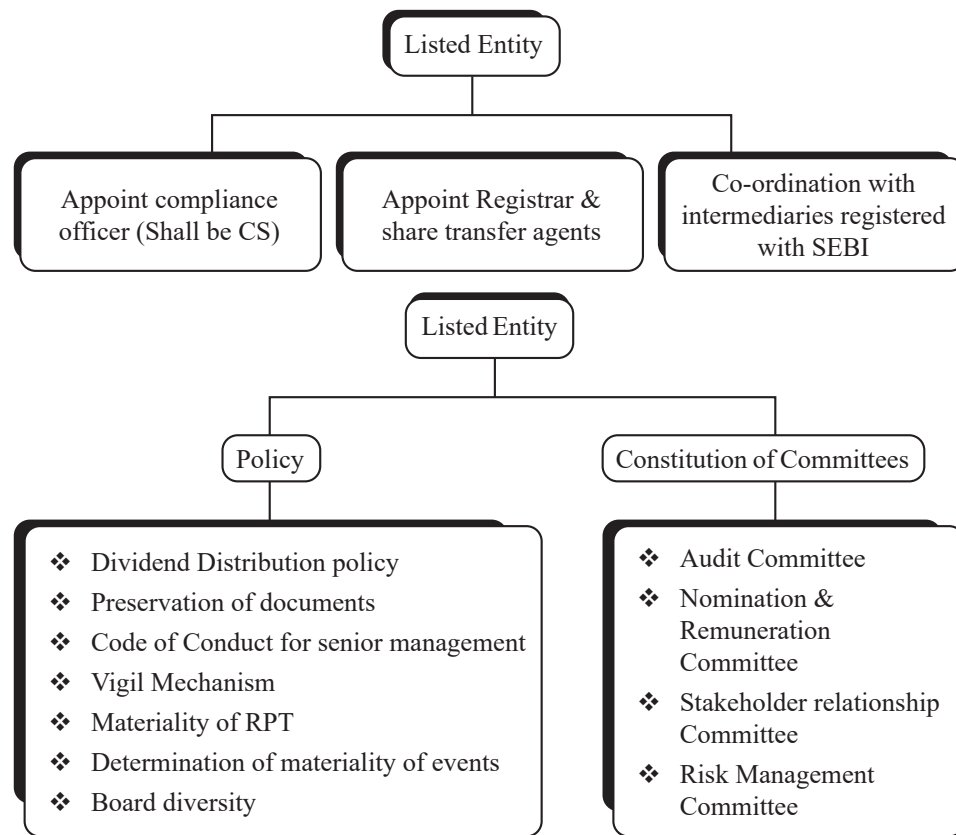 Listed Entity
Appoint compliance
officer (Shall be CS)
Appoint Registrar &
share transfer agents
Co-ordination with
intermediaries registered
with SEBI
Listed Entity
Policy
Constitution of Committees
❖ Dividend Distribution policy
❖ Preservation of documents
❖ Code of Conduct for senior management
❖ Vigil Mechanism
❖ Materiality of RPT
❖ Determination of materiality of events
❖ Board diversity
❖ Audit Committee
❖ Nomination &
Remuneration
Committee
❖ Stakeholder relationship
Committee
❖ Risk Management
Committee